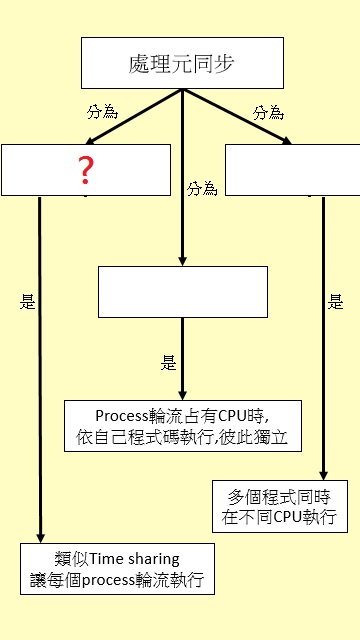 處理元同步
分為
分為
?
分為
是
是
是
Process輪流占有CPU時,
依自己程式碼執行,彼此獨立
多個程式同時
在不同CPU執行
類似Time sharing
讓每個process輪流執行